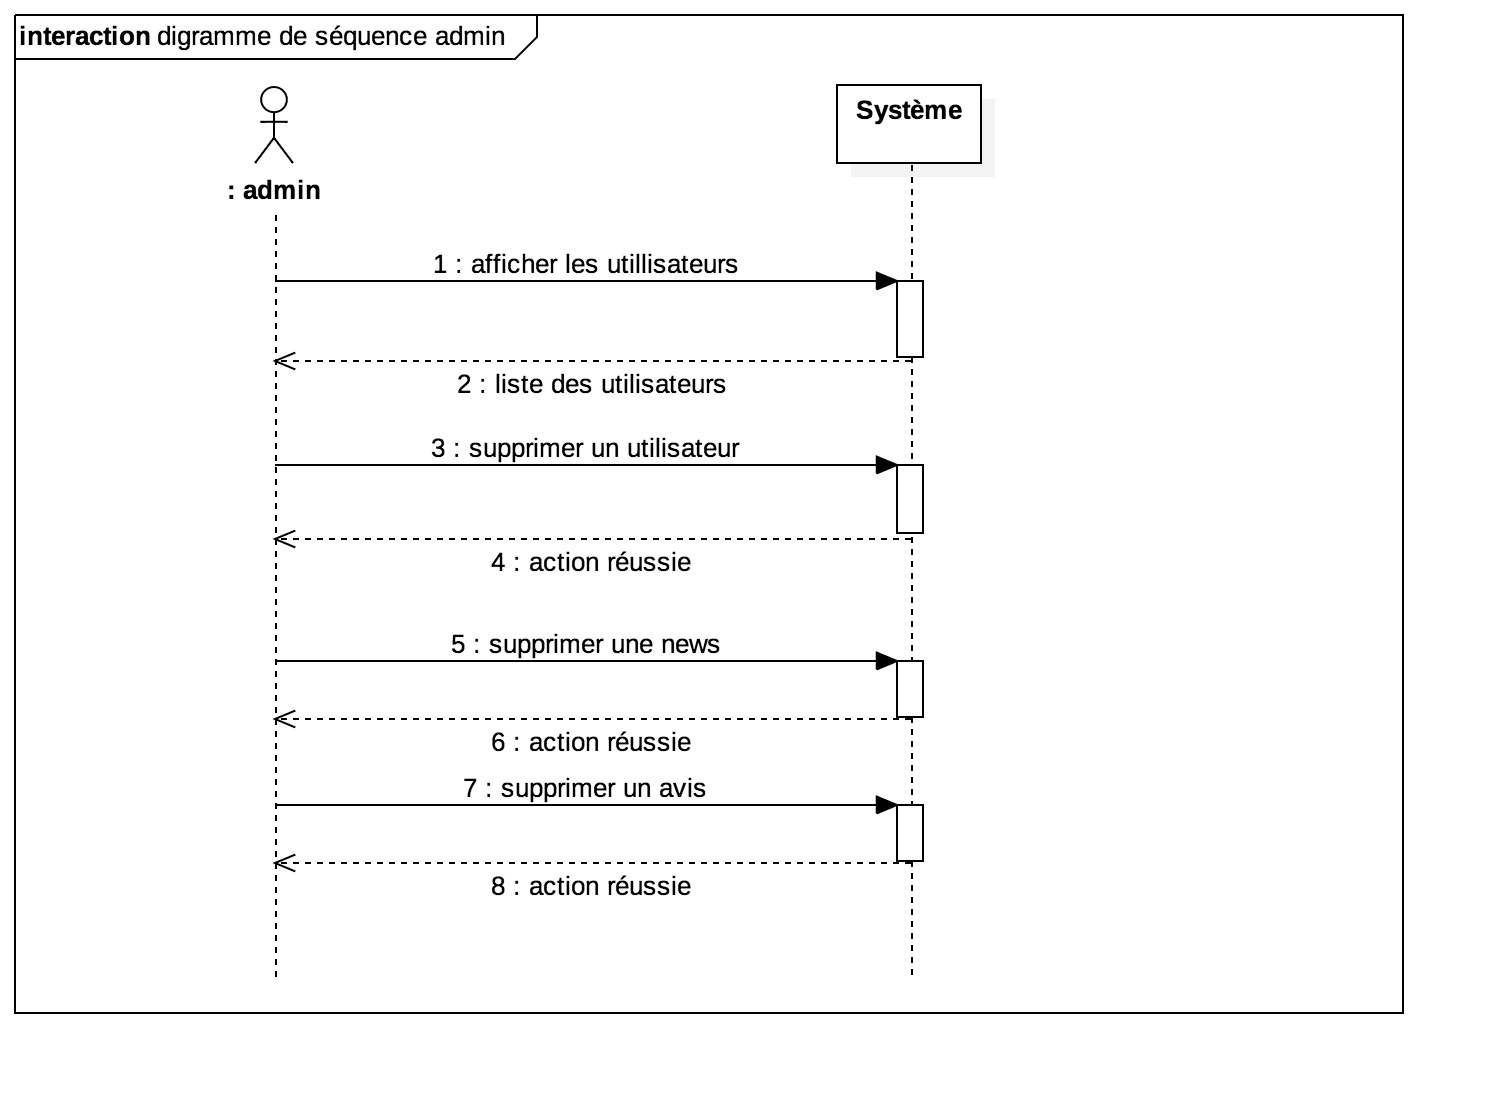 interaction digramme de séquence admin
Système
: admin
1 : afficher les utillisateurs
2 : liste des utilisateurs
3 : supprimer un utilisateur
4 : action réussie
5 : supprimer une news
6 : action réussie
7 : supprimer un avis
8 : action réussie